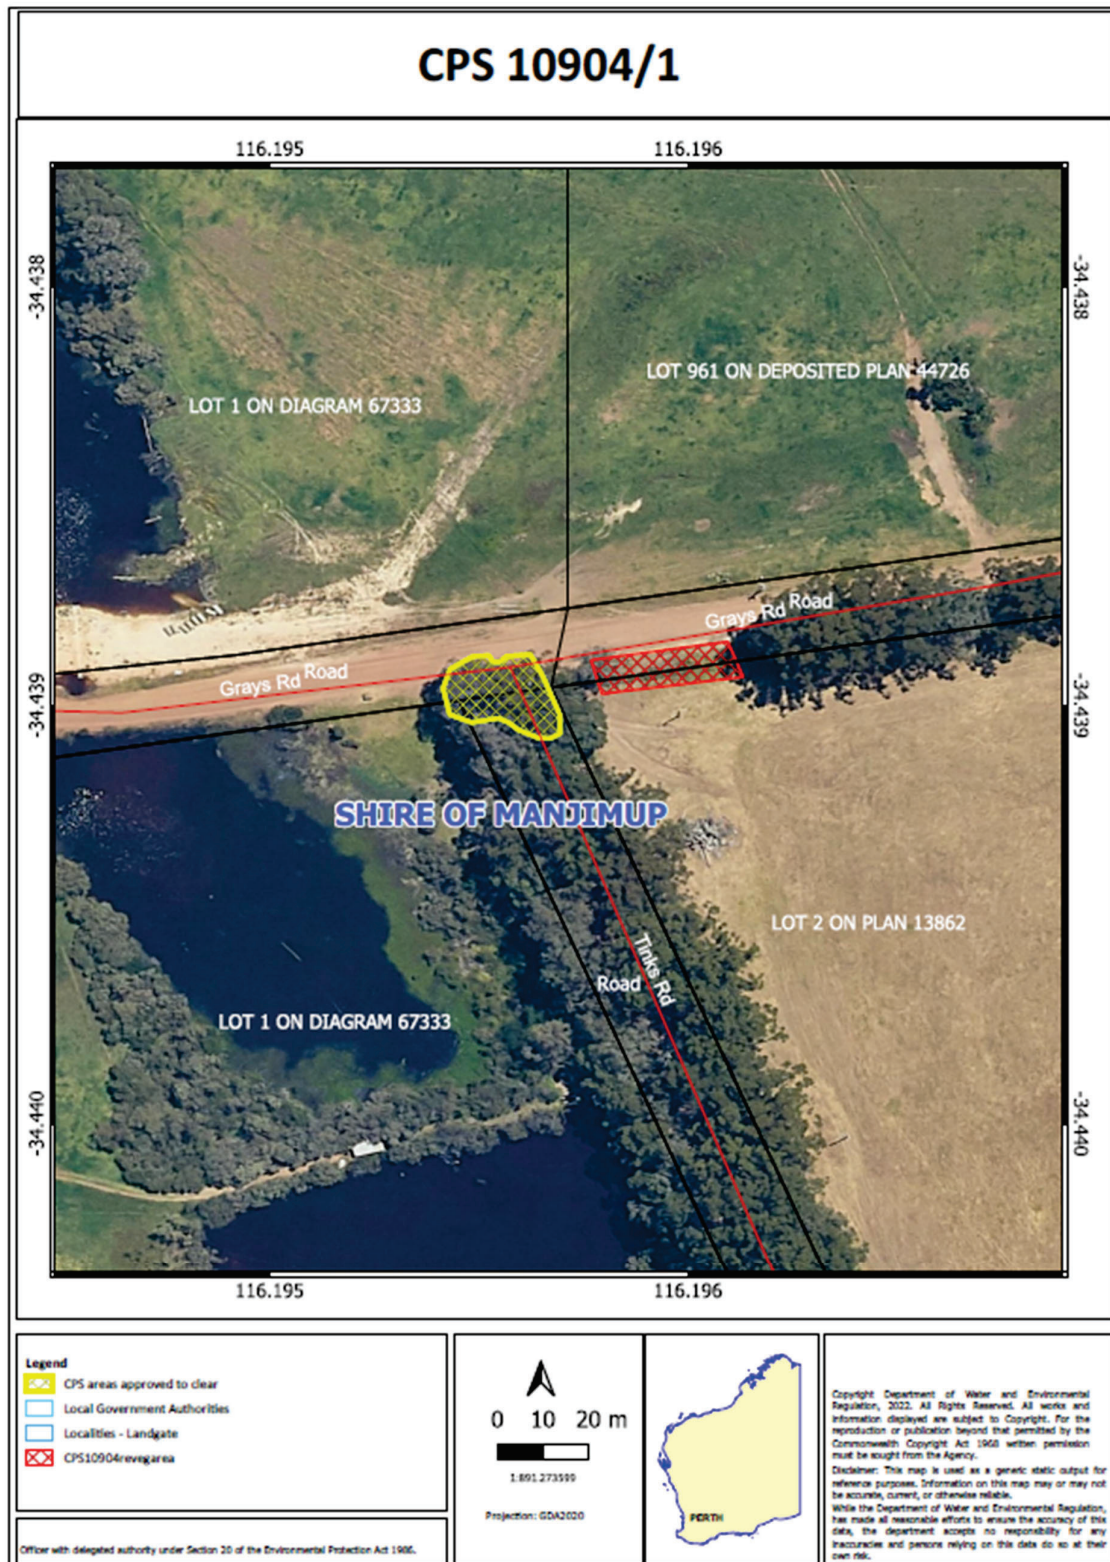 CPS 10904/1
116.195
116.196
-34.438
-34.438
LOT 961 ON DEPOSITED PLAN 44726
LOT 1 ON DIAGRAM 67333
Grays Rd Road
Grays Rd Road
-34.439
-34.439
SHIRE OF MANJIMUP
LOT 2 ON PLAN 13862
Tinks Rd
Road
LOT 1 ON DIAGRAM 67333
-34.440
-34.440
116.195
116.196
Legend
CPS areas approved to clear
Local Government Authorities
Localities - Landgate
CPS10904revegarea
Officer with delegated authority under Section 20 of the Environmental Protection Act 1986.
0 10 20 m
1:891.273599
Projection: GDA2020
PERTH
Copyright Department of Water and Environmental
Regulation, 2022. All Rights Reserved. All works and
information displayed are subject to Copyright. For the
reproduction or publication beyond that permitted by the
Commonwealth Copyright Act 1968 written permission
must be sought from the Agency.
Disclaimer: This map is used as a generic static output for
reference purposes. Information on this map may or may not
be accurate, current, or otherwise reliable.
While the Department of Water and Environmental Regulation,
has made all reasonable efforts to ensure the accuracy of this
data, the department accepts no responsibility for any
inaccuracies and persons relying on this data do so at their
own risk.